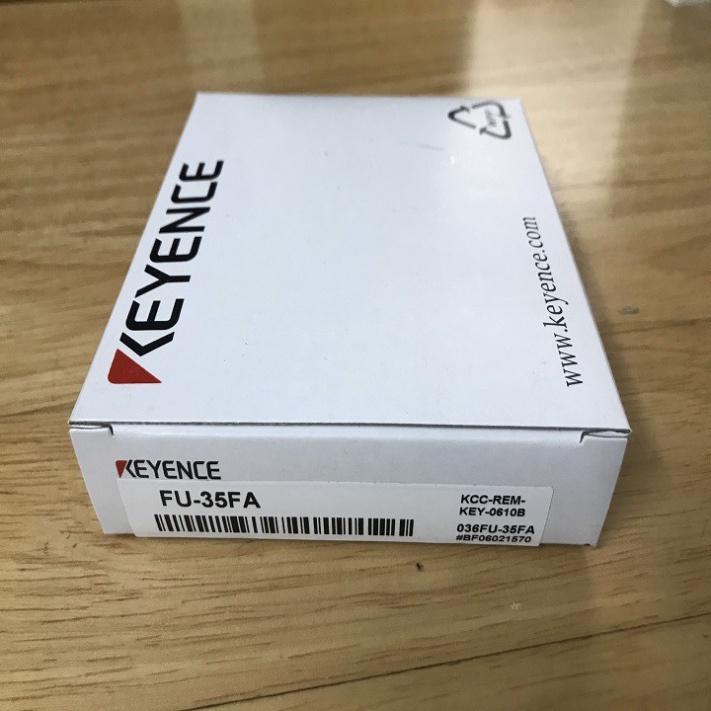 KEYENCE
www.keyence.com
KEYENCE
FU-35FA
KCC-REM-
KEY-0610B
036FU-35FA
#BF06021570